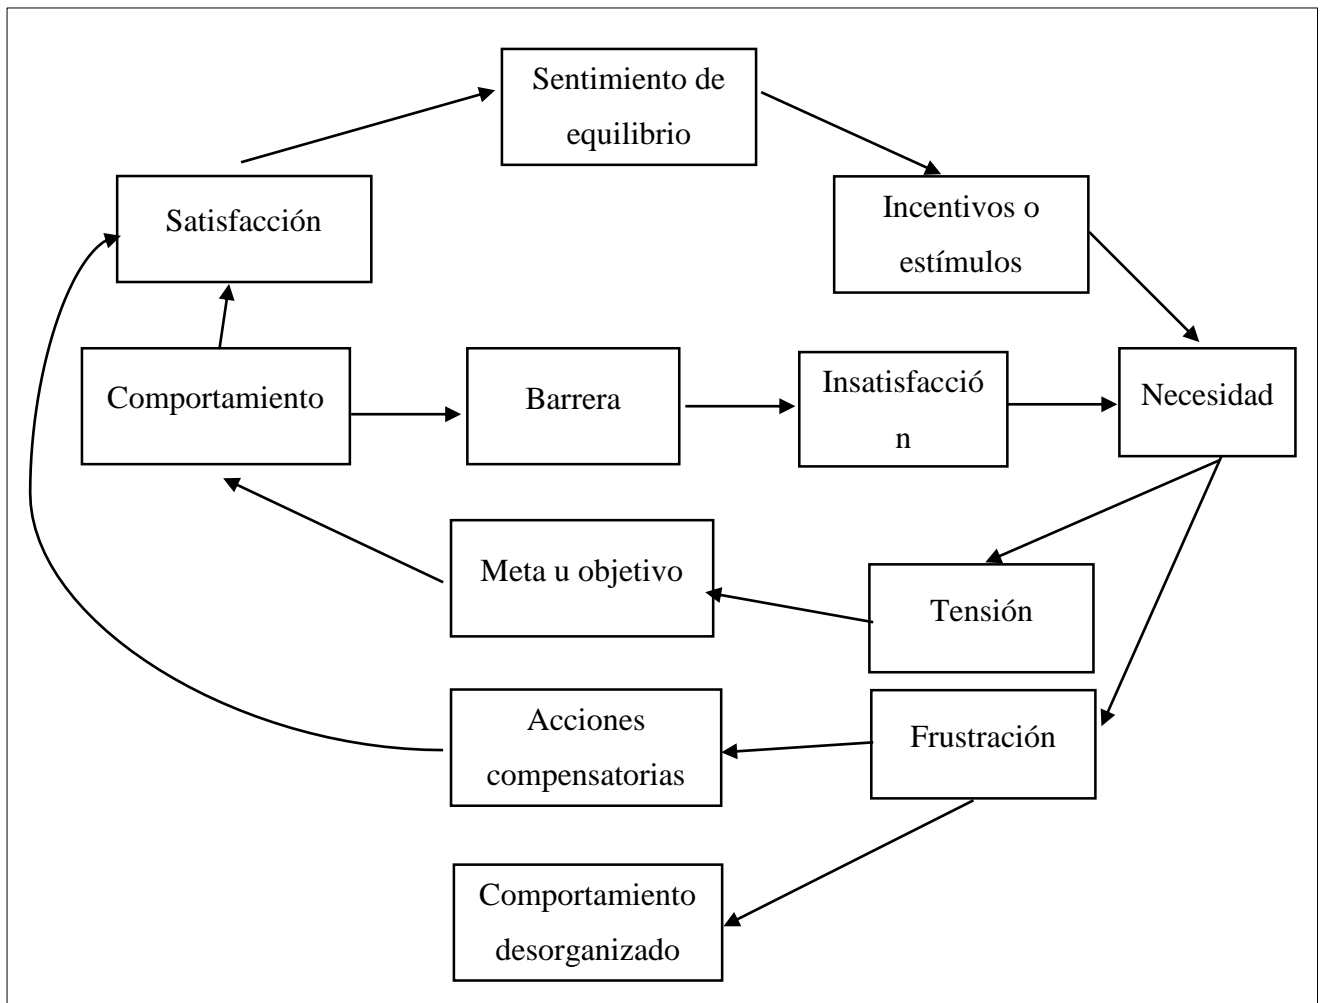 Sentimiento de
equilibrio
Satisfacción
Incentivos o
estímulos
Comportamiento
Barrera
Insatisfacció
n
Necesidad
Meta u objetivo
Tensión
Acciones
compensatorias
Frustración
Comportamiento
desorganizado